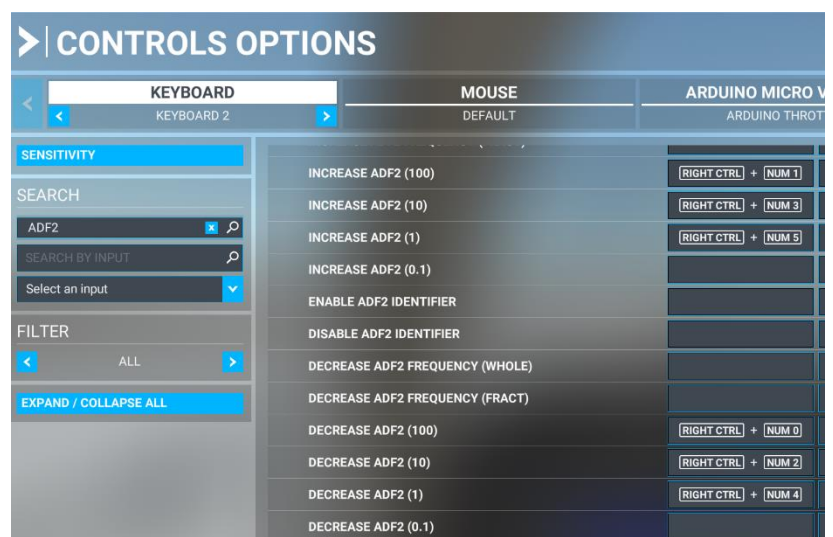 CONTROLS OPTIONS
KEYBOARD
KEYBOARD 2
MOUSE
DEFAULT
ARDUINO MICRO
ARDUINO
SENSITIVITY
SEARCH
ADF2 x
SEARCH BY INPUT
Select an input
FILTER
ALL
EXPAND / COLLAPSE ALL
INCREASE ADF2 (100) RIGHT CTRL + NUM 1
INCREASE ADF2 (10) RIGHT CTRL + NUM 3
INCREASE ADF2 (1) RIGHT CTRL + NUM 5
INCREASE ADF2 (0.1)
ENABLE ADF2 IDENTIFIER
DISABLE ADF2 IDENTIFIER
DECREASE ADF2 FREQUENCY (WHOLE)
DECREASE ADF2 FREQUENCY (FRACT)
DECREASE ADF2 (100) RIGHT CTRL + NUM 0
DECREASE ADF2 (10) RIGHT CTRL + NUM 2
DECREASE ADF2 (1) RIGHT CTRL + NUM 4
DECREASE ADF2 (0.1)